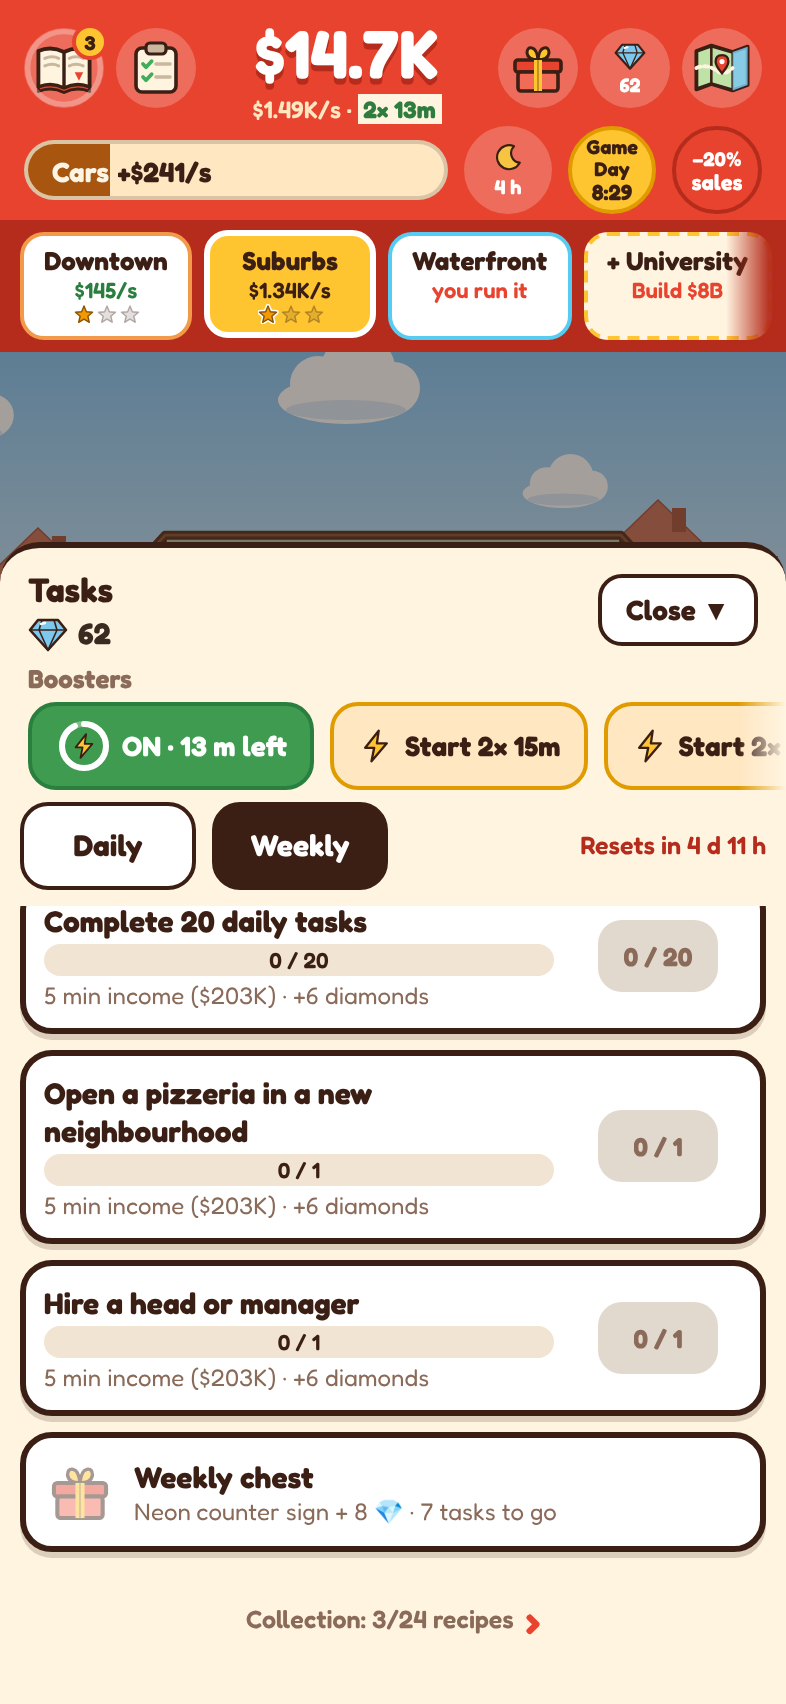 3
$14.7K
$1.49K/s · 2x 13m
62
Cars +$241/s
4 h
Game
Day
8:29
-20%
sales
Downtown
$145/s
Suburbs
$1.34K/s
Waterfront
you run it
+ University
Build $8B
Tasks
62
Close ▼
Boosters
ON · 13 m left
Start 2x 15m
Start 2x
Daily
Weekly
Resets in 4 d 11 h
Complete 20 daily tasks
0 / 20
0 / 20
5 min income ($203K) · +6 diamonds
Open a pizzeria in a new
neighbourhood
0 / 1
0 / 1
5 min income ($203K) · +6 diamonds
Hire a head or manager
0 / 1
0 / 1
5 min income ($203K) · +6 diamonds
Weekly chest
Neon counter sign + 8 💎 · 7 tasks to go
Collection: 3/24 recipes